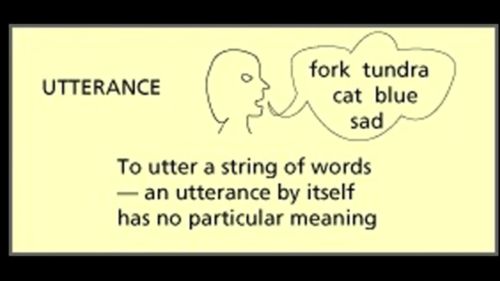 UTTERANCE
fork tundra
cat blue
sad
To utter a string of words
— an utterance by itself
has no particular meaning